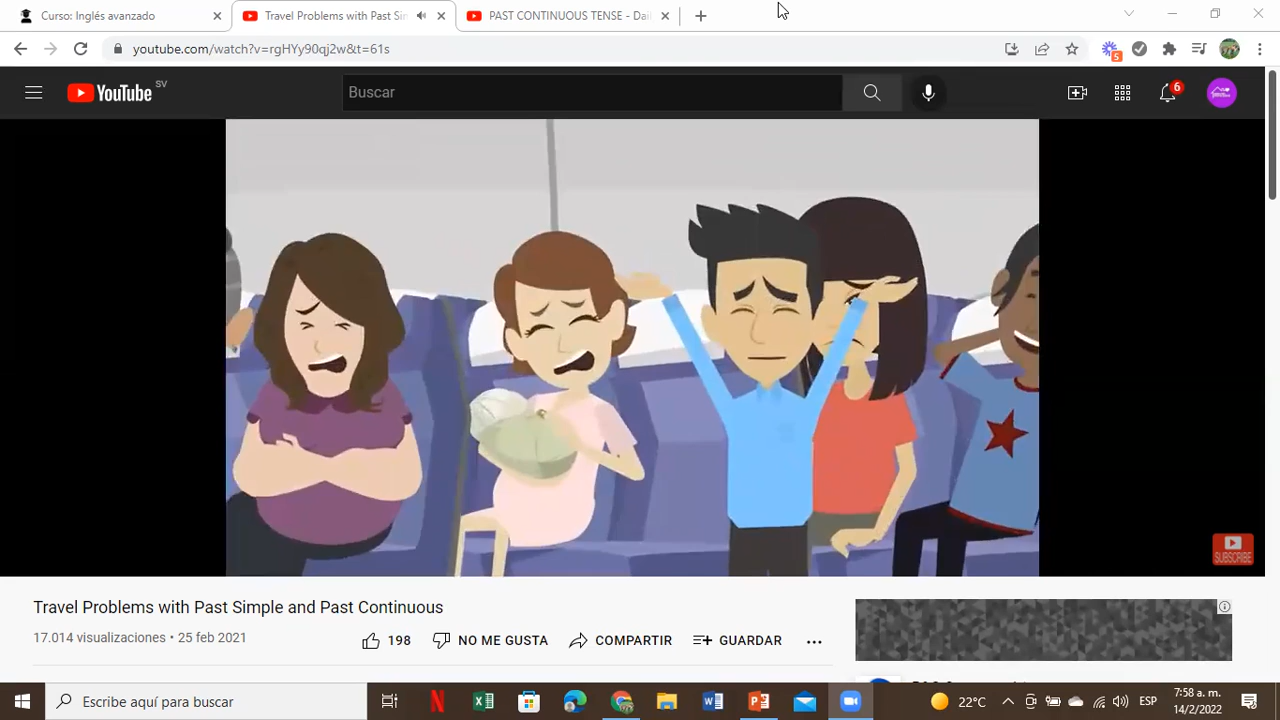 Curso: Inglés avanzado
Travel Problems with Past Sim
PAST CONTINUOUS TENSE - Dai
youtube.com/watch?v=rgHYy90qj2w&t=61s
5
YouTube SV
Buscar
6
SUBSCRIBE
Travel Problems with Past Simple and Past Continuous
17.014 visualizaciones • 25 feb 2021
198
NO ME GUSTA
COMPARTIR
GUARDAR
Escribe aquí para buscar
22°C
ESP
7:58 a. m.
14/2/2022